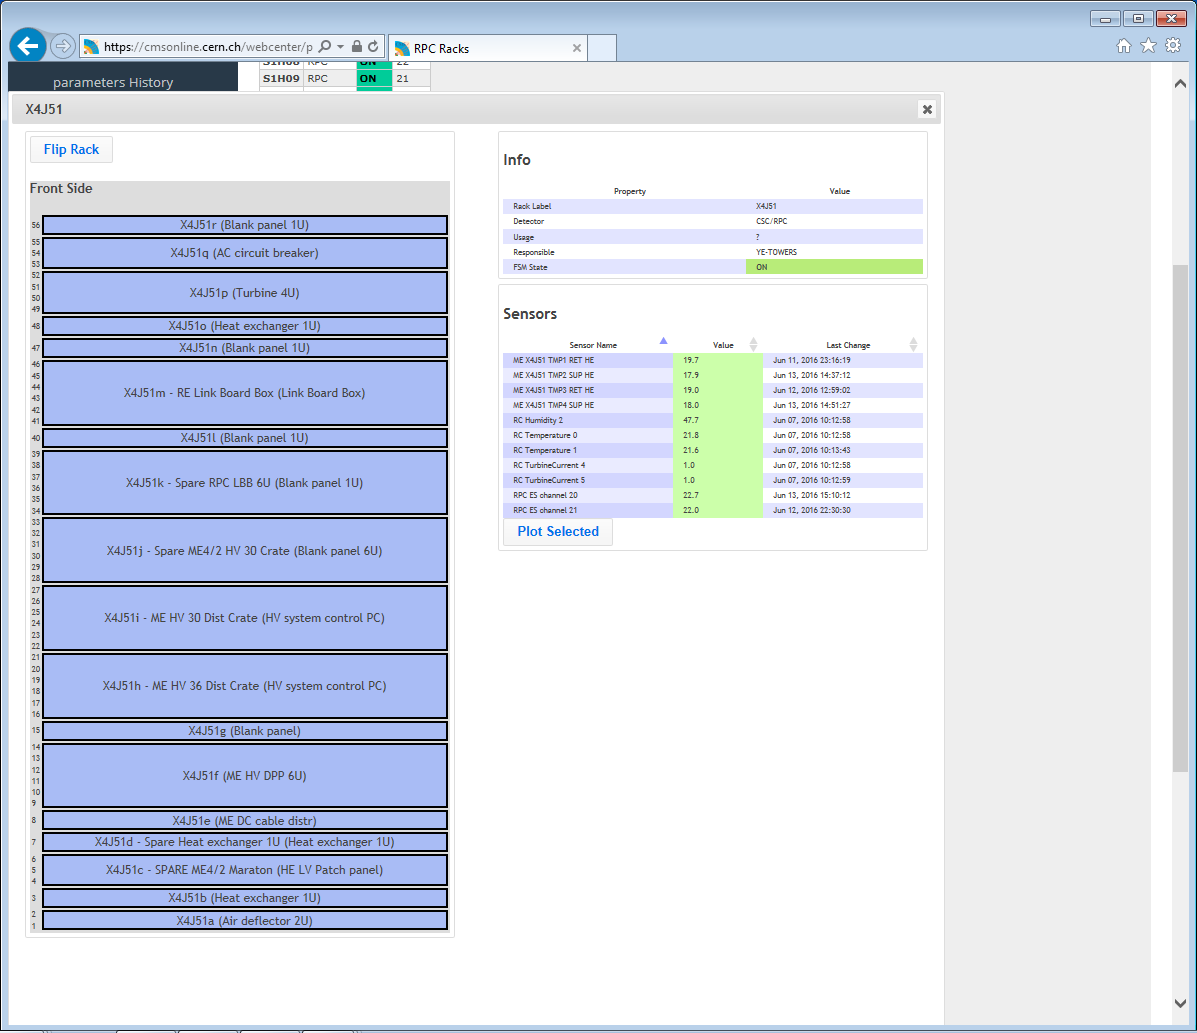 https://cmsonline.cern.ch/webcenter/p
RPC Racks
S1H08 RPC ON 22
S1H09 RPC ON 21
parameters History
X4J51
Flip Rack
Front Side
56 X4J51r (Blank panel 1U)
55
54 X4J51q (AC circuit breaker)
53
52
51
X4J51p (Turbine 4U)
50
49
48 X4J51o (Heat exchanger 1U)
47 X4J51n (Blank panel 1U)
46
45
44
X4J51m - RE Link Board Box (Link Board Box)
43
42
41
40 X4J51l (Blank panel 1U)
39
38
37
X4J51k - Spare RPC LBB 6U (Blank panel 1U)
36
35
34
33
32
31
X4J51j - Spare ME4/2 HV 30 Crate (Blank panel 6U)
30
29
28
27
26
25
X4J51i - ME HV 30 Dist Crate (HV system control PC)
24
23
22
21
20
19
X4J51h - ME HV 36 Dist Crate (HV system control PC)
18
17
16
15 X4J51g (Blank panel)
14
13
12
X4J51f (ME HV DPP 6U)
11
10
9
8 X4J51e (ME DC cable distr)
7 X4J51d - Spare Heat exchanger 1U (Heat exchanger 1U)
6
5 X4J51c - SPARE ME4/2 Maraton (HE LV Patch panel)
4
3 X4J51b (Heat exchanger 1U)
2
X4J51a (Air deflector 2U)
1
Info
Property Value
Rack Label X4J51
Detector CSC/RPC
Usage ?
Responsible YE-TOWERS
FSM State ON
Sensors
Sensor Name Value Last Change
ME X4J51 TMP1 RET HE 19.7 Jun 11, 2016 23:16:19
ME X4J51 TMP2 SUP HE 17.9 Jun 13, 2016 14:37:12
ME X4J51 TMP3 RET HE 19.0 Jun 12, 2016 12:59:02
ME X4J51 TMP4 SUP HE 18.0 Jun 13, 2016 14:51:27
RC Humidity 2 47.7 Jun 07, 2016 10:12:58
RC Temperature 0 21.8 Jun 07, 2016 10:12:58
RC Temperature 1 21.6 Jun 07, 2016 10:13:43
RC TurbineCurrent 4 1.0 Jun 07, 2016 10:12:58
RC TurbineCurrent 5 1.0 Jun 07, 2016 10:12:59
RPC ES channel 20 22.7 Jun 13, 2016 15:10:12
RPC ES channel 21 22.0 Jun 12, 2016 22:30:30
Plot Selected